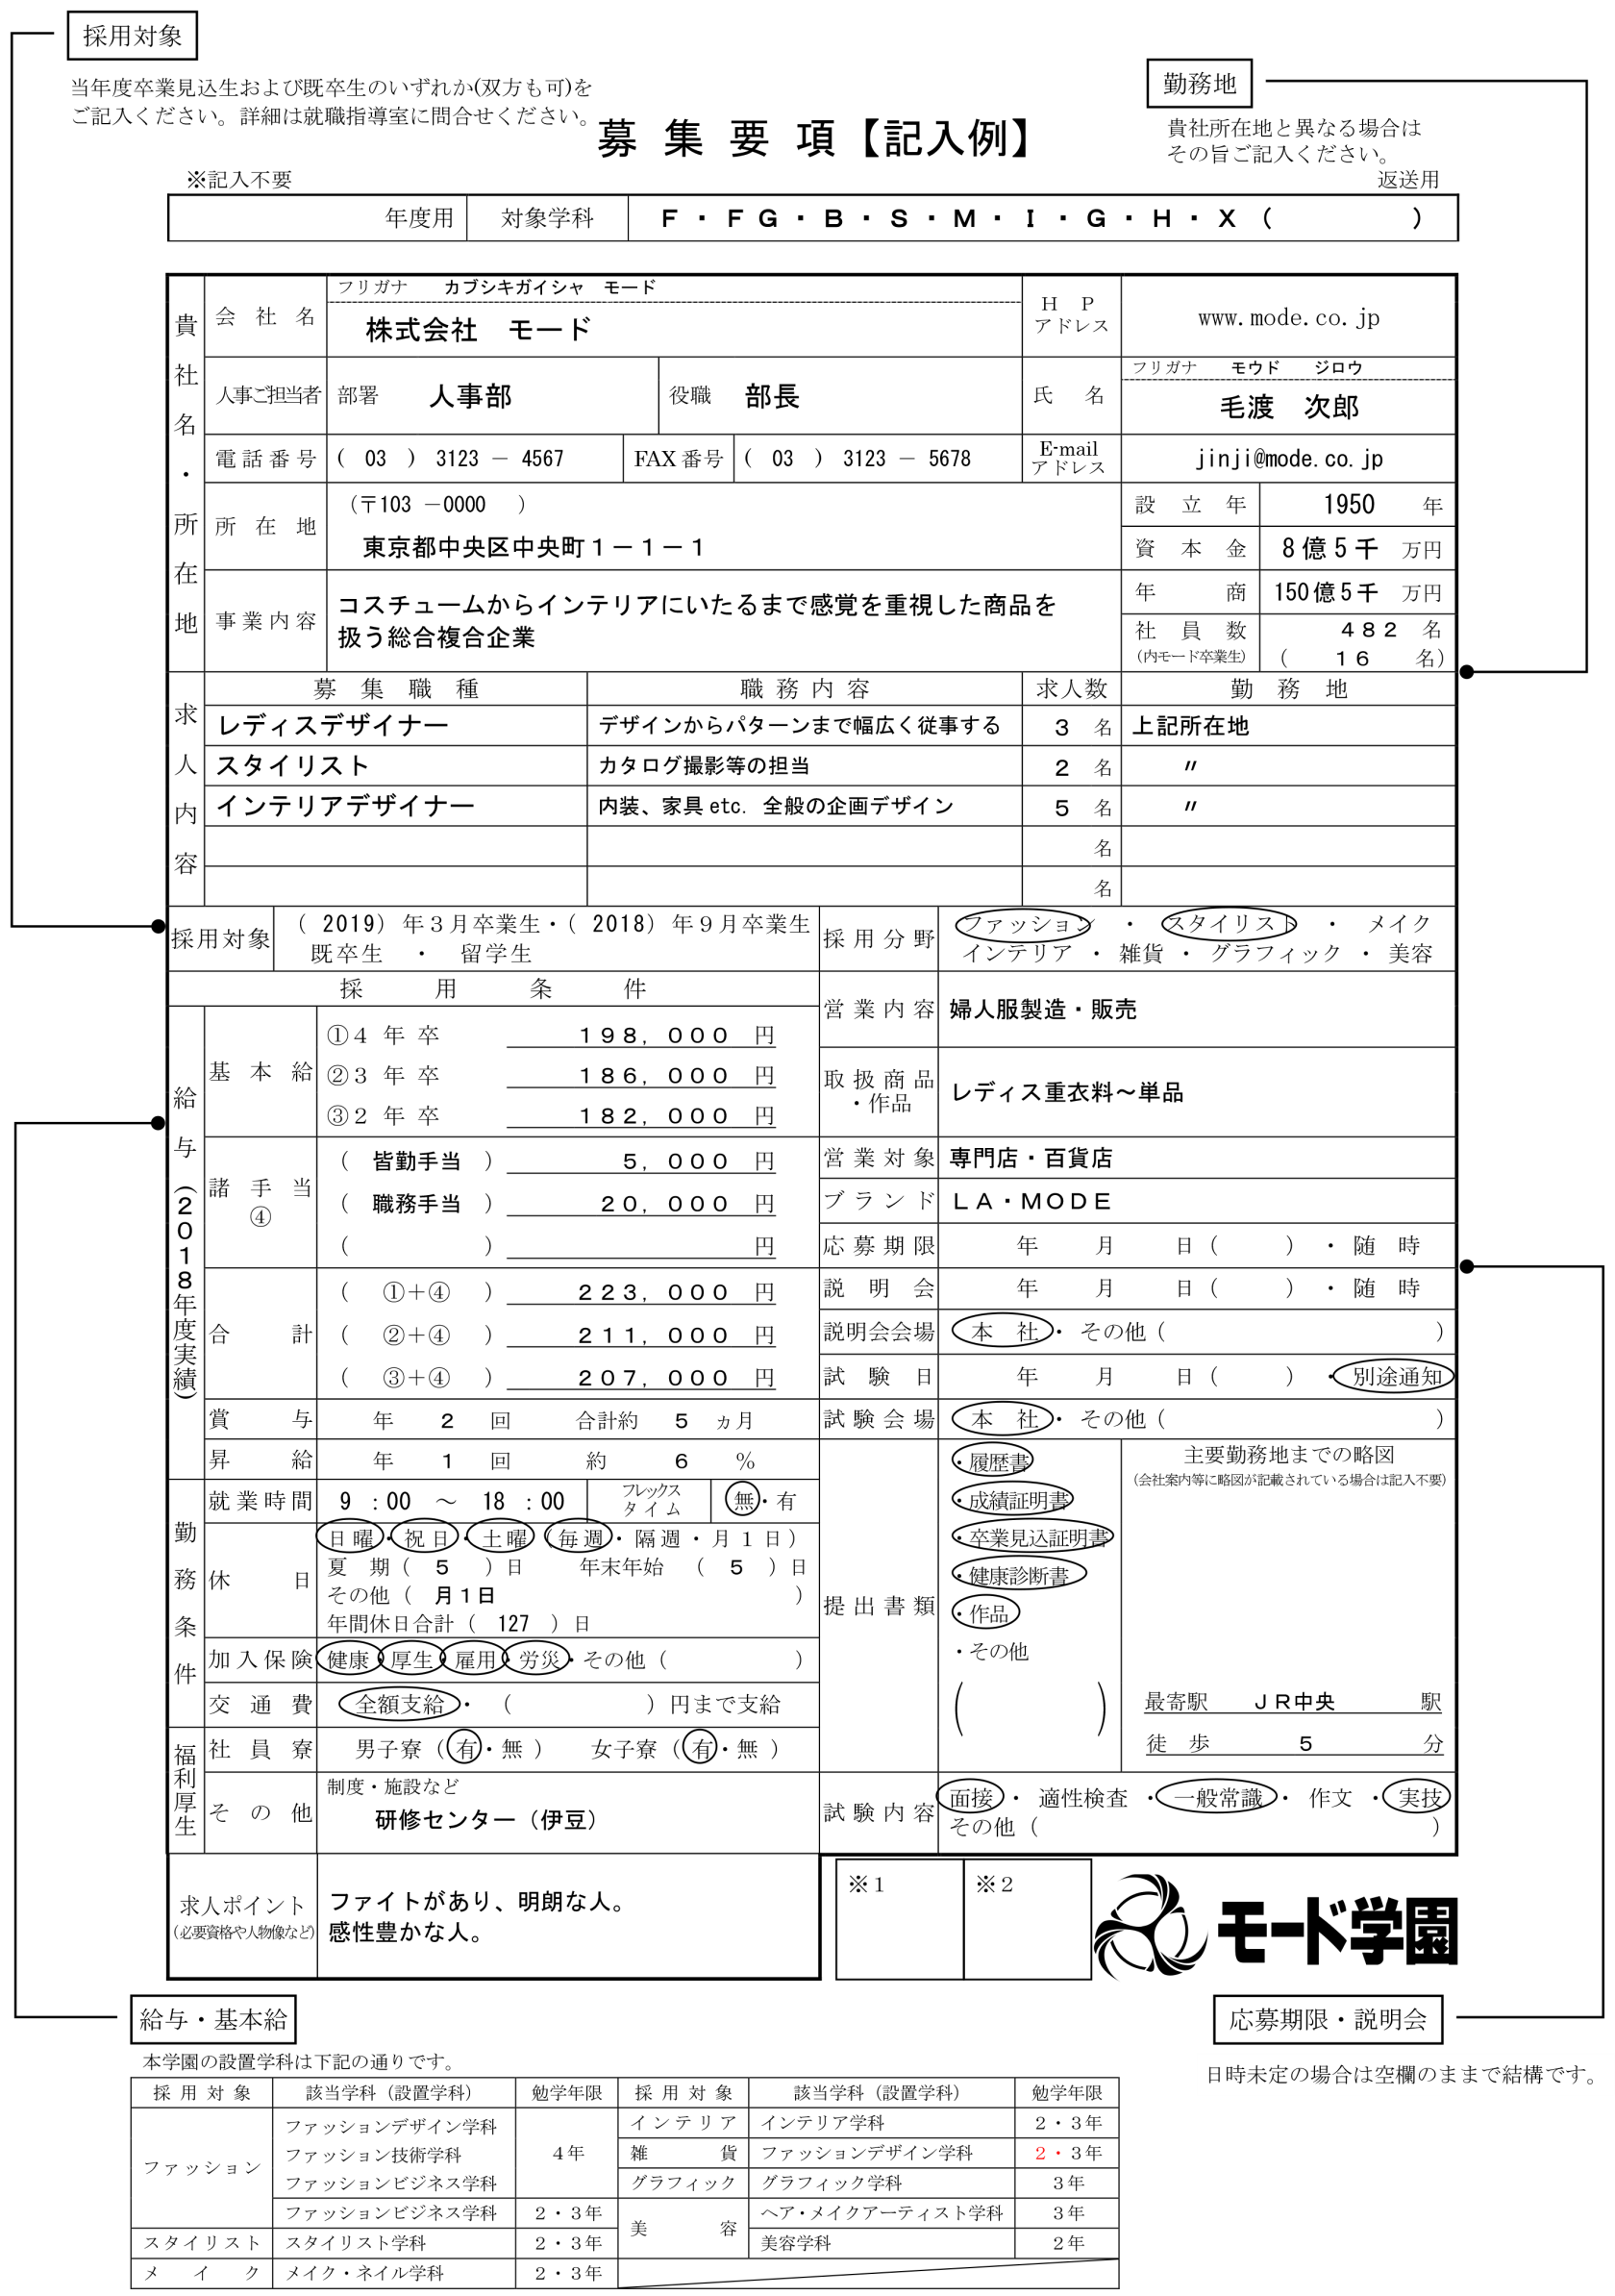 採用対象
当年度卒業見込生および既卒生のいずれか(双方も可)を
ご記入ください。詳細は就職指導室に問合せください。
勤務地
貴社所在地と異なる場合は
その旨ご記入ください。
募集要項【記入例】
※記入不要
返送用
年度用 対象学科 F・FG・B・S・M・I・G・H・X（　　　）
貴社名・所在地
会社名 フリガナ カブシキガイシャ モード
株式会社 モード
HP アドレス www.mode.co.jp
人事ご担当者 部署 人事部 役職 部長 氏名
フリガナ モウド ジロウ
毛渡 次郎
電話番号 ( 03 ) 3123 － 4567 FAX番号 ( 03 ) 3123 － 5678 E-mail アドレス jinji@mode.co.jp
所在地 （〒103 －0000 ）
東京都中央区中央町１－１－１
設立年 1950 年
資本金 8億5千 万円
事業内容 コスチュームからインテリアにいたるまで感覚を重視した商品を
扱う総合複合企業
年商 150億5千 万円
社員数 482 名
（内モード卒業生） （ 16 名）
求人内容
募集職種 職務内容 求人数 勤務地
レディスデザイナー デザインからパターンまで幅広く従事する 3 名 上記所在地
スタイリスト カタログ撮影等の担当 2 名 〃
インテリアデザイナー 内装、家具 etc. 全般の企画デザイン 5 名 〃
名
名
採用対象 （ 2019）年３月卒業生・（ 2018）年９月卒業生
既卒生 ・ 留学生
採用分野 ファッション ・ スタイリスト ・ メイク
インテリア ・ 雑貨 ・ グラフィック ・ 美容
採用条件
給与（2018年度実績）
基本給 ①４年卒 198,000 円
②３年卒 186,000 円
③２年卒 182,000 円
諸手当 ④ （ 皆勤手当 ） 5,000 円
（ 職務手当 ） 20,000 円
（　　　） 円
合計 （ ①＋④ ） 223,000 円
（ ②＋④ ） 211,000 円
（ ③＋④ ） 207,000 円
賞与 年 2 回 合計約 5 ヵ月
昇給 年 1 回 約 6 ％
勤務条件
就業時間 9 ：00 ～ 18 ：00 フレックスタイム 無・有
休日 日曜・祝日・土曜（毎週・隔週・月１日）
夏期（ 5 ）日 年末年始 （ 5 ）日
その他（ 月１日 ）
年間休日合計（ 127 ）日
加入保険 健康・厚生・雇用・労災・その他（　　　）
交通費 全額支給・（　　　）円まで支給
福利厚生
社員寮 男子寮（有・無） 女子寮（有・無）
その他 制度・施設など
研修センター（伊豆）
営業内容 婦人服製造・販売
取扱商品・作品 レディス重衣料～単品
営業対象 専門店・百貨店
ブランド LA・MODE
応募期限 年 月 日（　　）・随時
説明会 年 月 日（　　）・随時
説明会会場 本社・その他（　　　）
試験日 年 月 日（　　）・別途通知
試験会場 本社・その他（　　　）
提出書類
・履歴書
・成績証明書
・卒業見込証明書
・健康診断書
・作品
・その他
（　　　）
主要勤務地までの略図
（会社案内等に略図が記載されている場合は記入不要）
最寄駅 ＪＲ中央 駅
徒歩 5 分
試験内容 面接・適性検査・一般常識・作文・実技
その他（　　　）
求人ポイント
（必要資格や人物像など）
ファイトがあり、明朗な人。
感性豊かな人。
※1 ※2
モード学園
給与・基本給
本学園の設置学科は下記の通りです。
応募期限・説明会
日時未定の場合は空欄のままで結構です。
採用対象 該当学科（設置学科） 勉学年限 採用対象 該当学科（設置学科） 勉学年限
ファッション ファッションデザイン学科 ４年 インテリア インテリア学科 ２・３年
ファッション技術学科 雑貨 ファッションデザイン学科 ２・３年
ファッションビジネス学科 グラフィック グラフィック学科 ３年
ファッションビジネス学科 ２・３年 美容 ヘア・メイクアーティスト学科 ３年
スタイリスト スタイリスト学科 ２・３年 美容学科 ２年
メイク メイク・ネイル学科 ２・３年